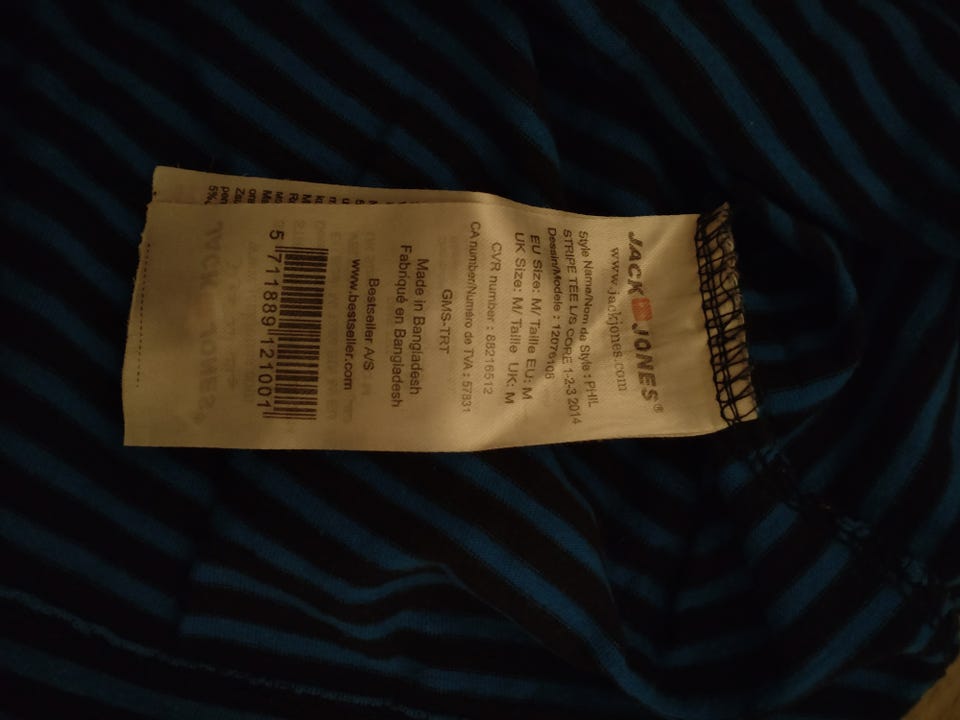 JACK JONES®
www.jackjones.com
Style Name/Nom de Style : PHIL
STRIPE TEE L/S CORE 1-2-3 2014
Dessin/Modele : 12076108
EU Size: M/ Taille EU: M
UK Size: M/ Taille UK: M
CVR number : 88216512
CA number/Numéro de TVA : 57831
GMS-TRT
Made in Bangladesh
Fabriqué en Bangladesh
Bestseller A/S
www.bestseller.com
5 711889 121001